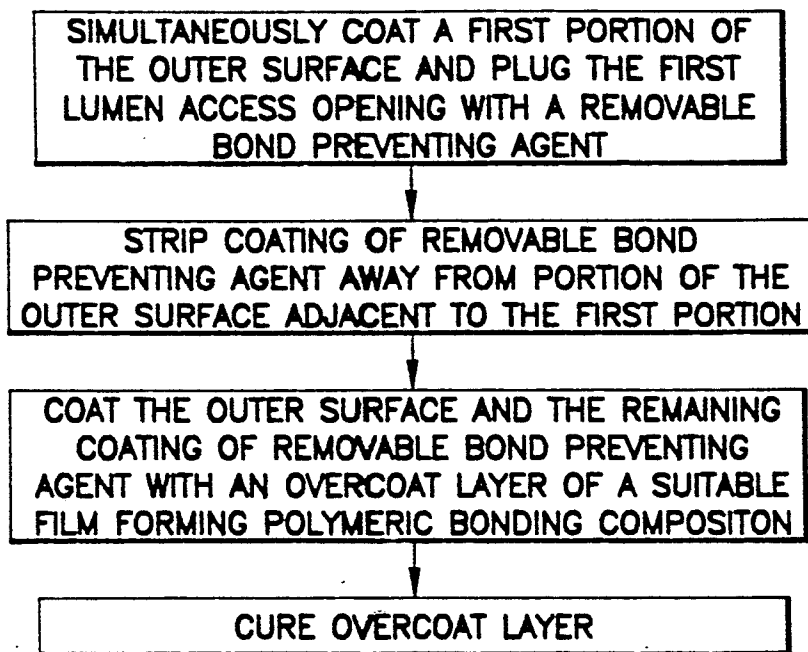 SIMULTANEOUSLY COAT A FIRST PORTION OF
THE OUTER SURFACE AND PLUG THE FIRST
LUMEN ACCESS OPENING WITH A REMOVABLE
BOND PREVENTING AGENT
STRIP COATING OF REMOVABLE BOND
PREVENTING AGENT AWAY FROM PORTION OF THE
OUTER SURFACE ADJACENT TO THE FIRST PORTION
COAT THE OUTER SURFACE AND THE REMAINING
COATING OF REMOVABLE BOND PREVENTING
AGENT WITH AN OVERCOAT LAYER OF A SUITABLE
FILM FORMING POLYMERIC BONDING COMPOSITON
CURE OVERCOAT LAYER